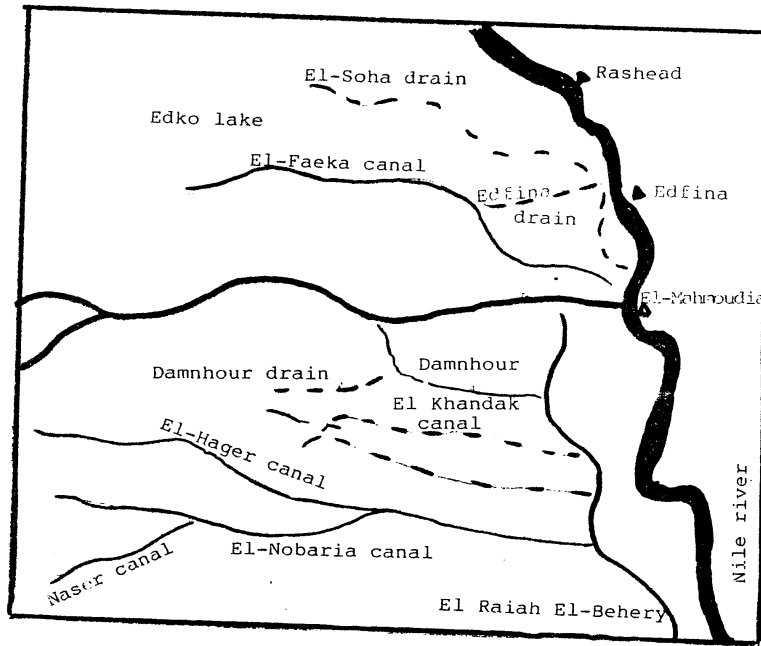 Rashead
El-Soha drain
Edko lake
El-Faeka canal
Edfina
drain
Edfina
El-Mahmoudia
Damnhour
Damnhour drain
El Khandak
canal
El-Hager canal
El-Nobaria canal
Naser canal
El Raiah El-Behery
Nile river